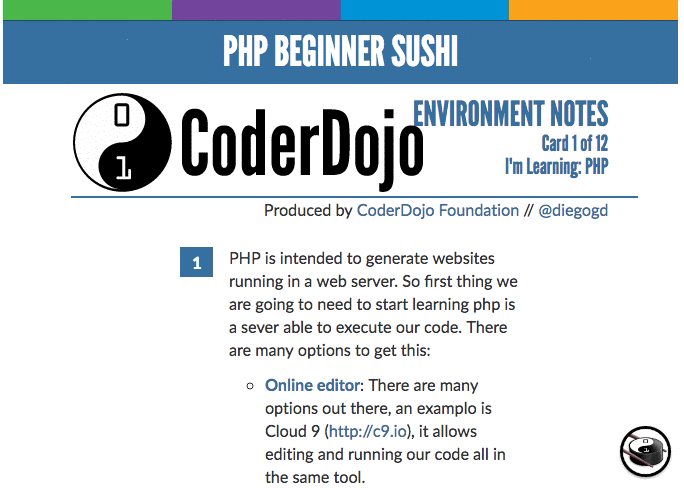 PHP BEGINNER SUSHI
0
1
CoderDojo
ENVIRONMENT NOTES
Card 1 of 12
I'm Learning: PHP
Produced by CoderDojo Foundation // @diegogd
1
PHP is intended to generate websites
running in a web server. So first thing we
are going to need to start learning php is
a sever able to execute our code. There
are many options to get this:
Online editor: There are many
options out there, an examplo is
Cloud 9 (http://c9.io), it allows
editing and running our code all in
the same tool.
0
1